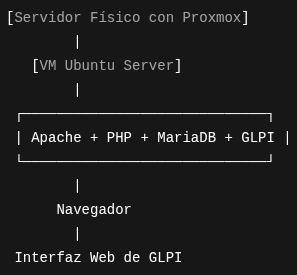 [Servidor Físico con Proxmox]
|
[VM Ubuntu Server]
|
┌─────────────────────────────┐
| Apache + PHP + MariaDB + GLPI |
└─────────────────────────────┘
|
Navegador
|
Interfaz Web de GLPI